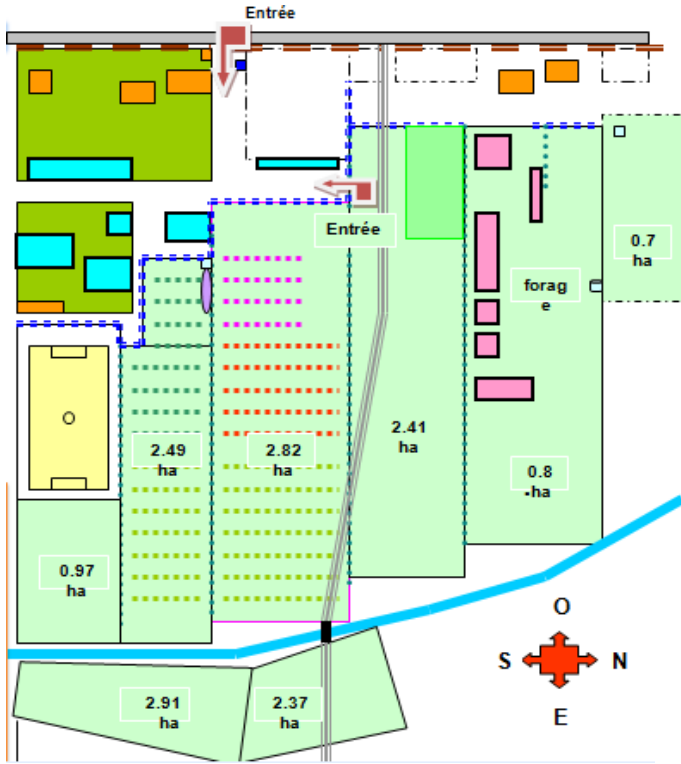 Entrée
Entrée
0.7
ha
forag
e
2.49
ha
2.82
ha
2.41
ha
0.8
ha
0.97
ha
O
S
N
E
2.91
ha
2.37
ha